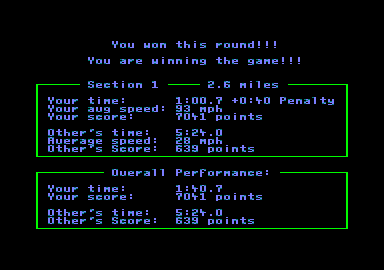 You won this round!!!
You are winning the game!!!
Section 1 2.6 miles
Your time: 1:00.7 +0:40 Penalty
Your avg speed: 93 mph
Your score: 7041 points
Other's time: 5:24.0
Average speed: 28 mph
Other's Score: 639 points
Overall Performance:
Your time: 1:40.7
Your score: 7041 points
Other's time: 5:24.0
Other's Score: 639 points